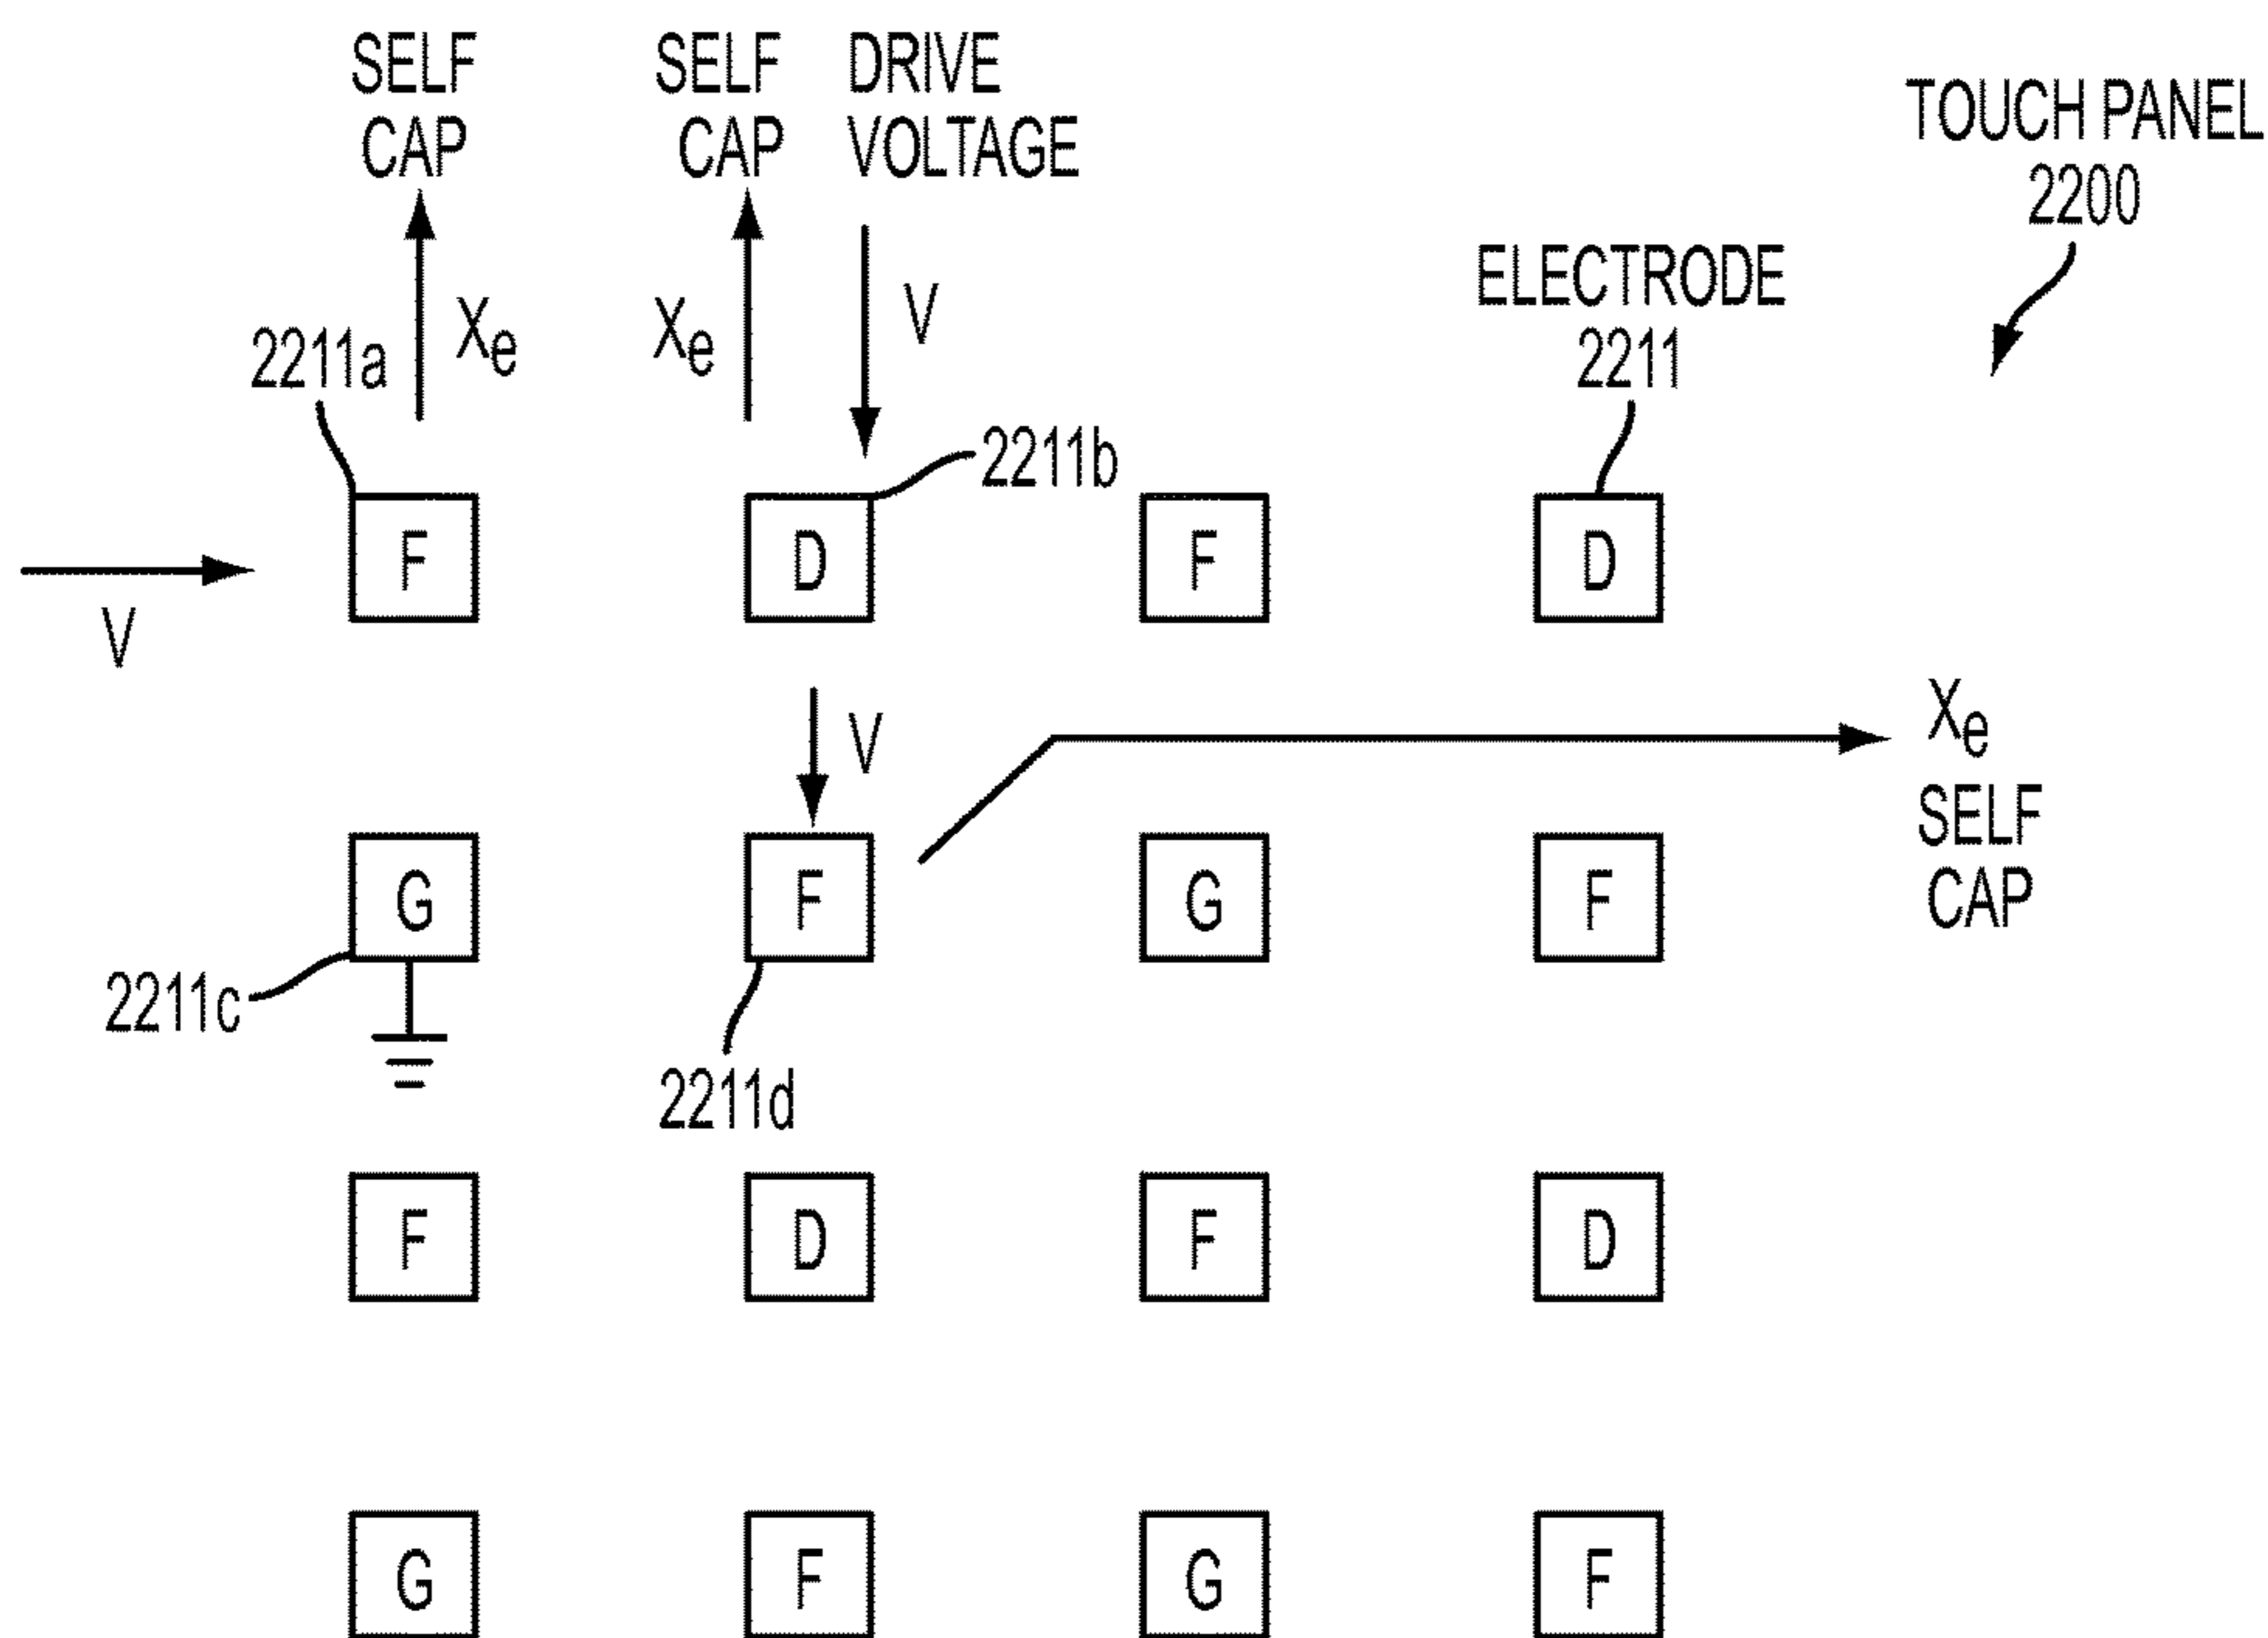 SELF
CAP
SELF
CAP
DRIVE
VOLTAGE
TOUCH PANEL
2200
ELECTRODE
2211
2211a
Xe
Xe
V
2211b
F
D
F
D
V
V
Xe
SELF
CAP
G
F
G
F
2211c
2211d
F
D
F
D
G
F
G
F